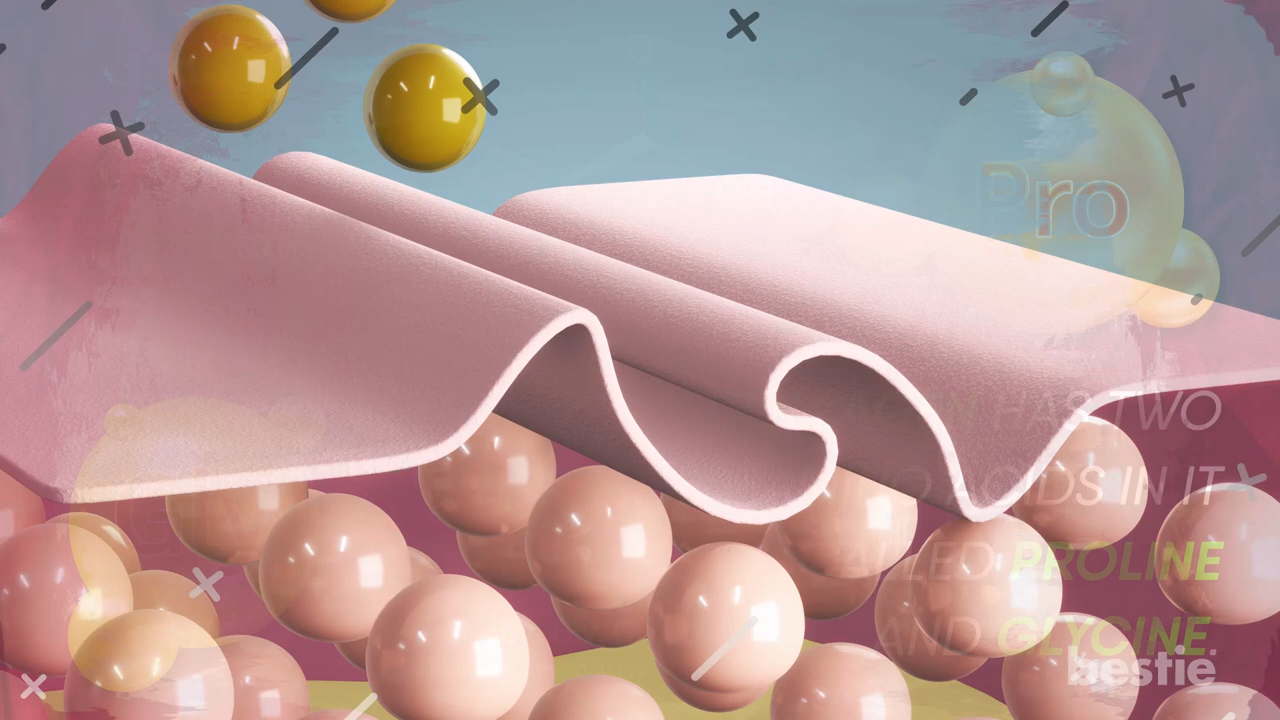 Pro
HAS TWO
ACIDS IN IT
PROLINE
AND GLYCINE.
bestie